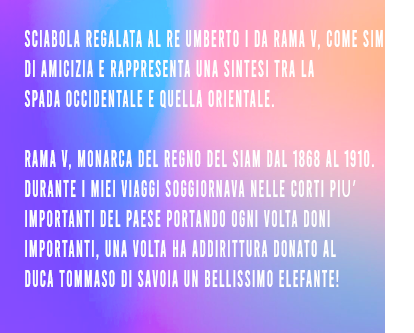 SCIABOLA REGALATA AL RE UMBERTO I DA RAMA V, COME SIM
DI AMICIZIA E RAPPRESENTA UNA SINTESI TRA LA
SPADA OCCIDENTALE E QUELLA ORIENTALE.
RAMA V, MONARCA DEL REGNO DEL SIAM DAL 1868 AL 1910.
DURANTE I MIEI VIAGGI SOGGIORNAVA NELLE CORTI PIU'
IMPORTANTI DEL PAESE PORTANDO OGNI VOLTA DONI
IMPORTANTI, UNA VOLTA HA ADDIRITTURA DONATO AL
DUCA TOMMASO DI SAVOIA UN BELLISSIMO ELEFANTE!